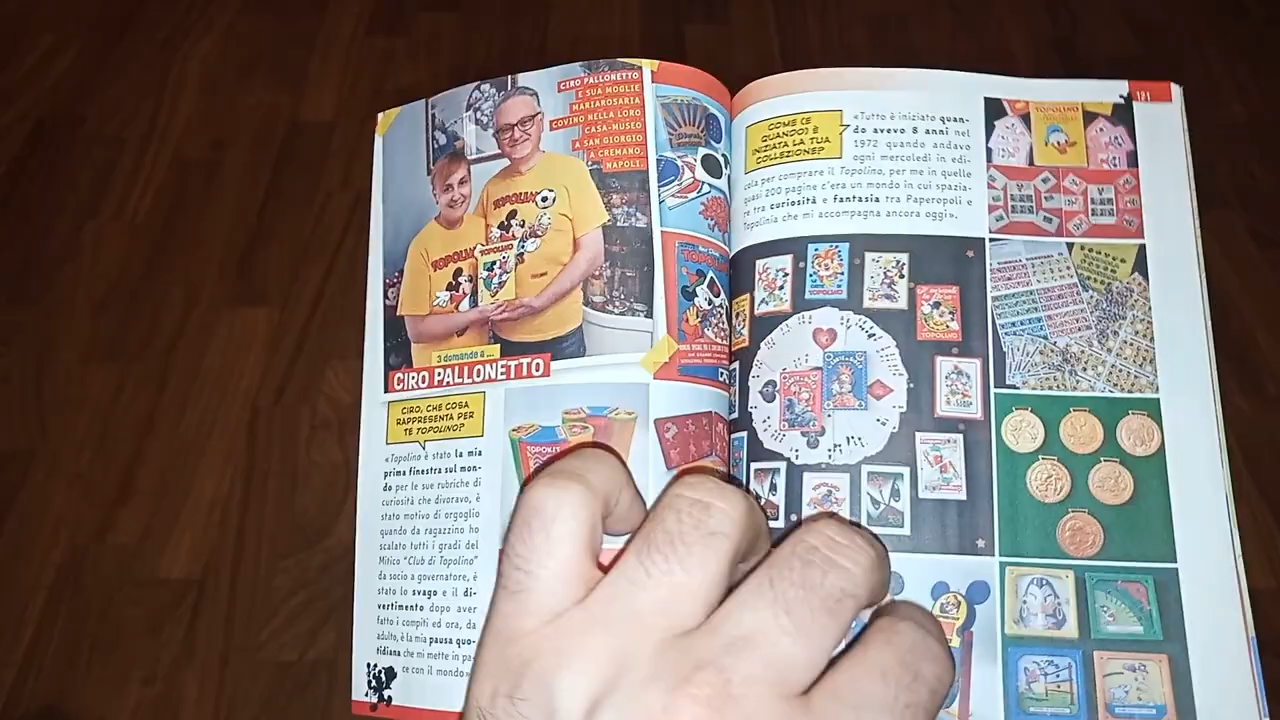 CIRO PALLONETTO
E SUA MOGLIE
MARIAROSARIA
COVINO NELLA LORO
CASA-MUSEO
A SAN GIORGIO
A CREMANO,
NAPOLI.
TOPOLINO
TOPOLINO
TOPOLINO
3 domande a ...
CIRO PALLONETTO
CIRO, CHE COSA
RAPPRESENTA PER
TE TOPOLINO?
«Topolino è stato la mia
prima finestra sul mon-
do per le sue rubriche di
curiosità che divoravo, è
stato motivo di orgoglio
quando da ragazzino ho
scalato tutti i gradi del
Mitico "Club di Topolino"
da socio a governatore, è
stato lo svago e il di-
vertimento dopo aver
fatto i compiti ed ora, da
adulto, è la mia pausa quo-
tidiana che mi mette in pa-
ce con il mondo»
TOPOLINO
121
COME (E
QUANDO) È
INIZIATA LA TUA
COLLEZIONE?
«Tutto è iniziato quan-
do avevo 8 anni nel
1972 quando andavo
ogni mercoledì in edi-
cola per comprare il Topolino, per me in quelle
quasi 200 pagine c'era un mondo in cui spazia-
re tra curiosità e fantasia tra Paperopoli e
Topolinia che mi accompagna ancora oggi».
TOPOLINO
TOPOLINO